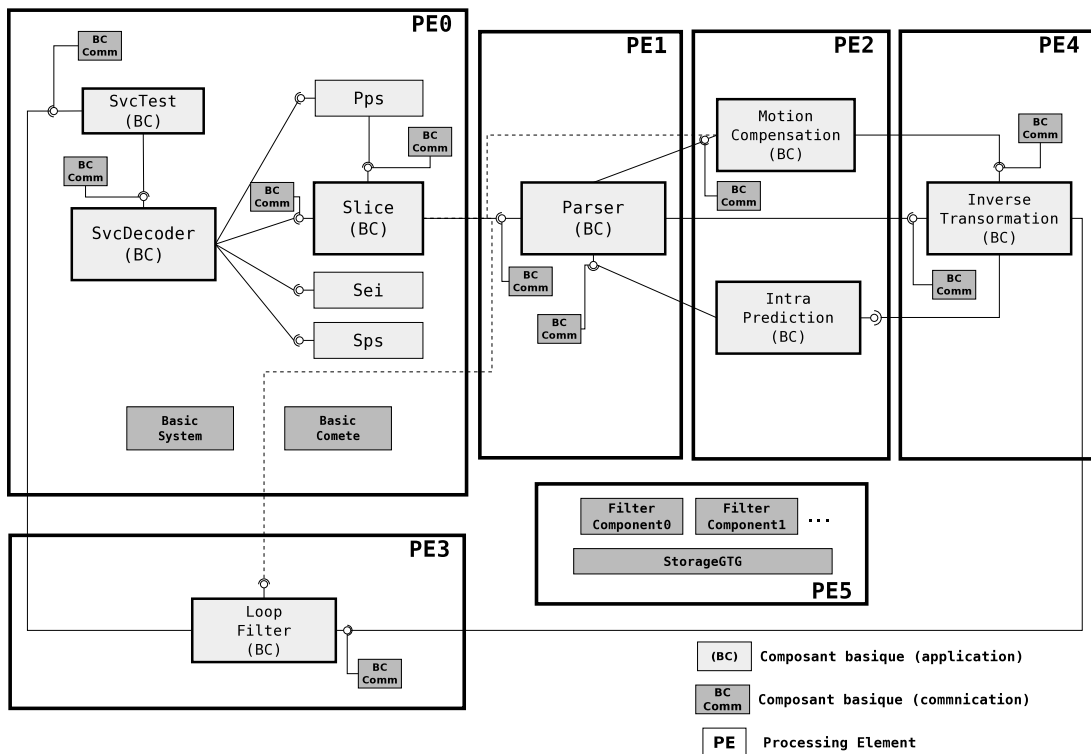 PE0
BC
Comm
SvcTest
(BC)
BC
Comm
SvcDecoder
(BC)
Pps
BC
Comm
BC
Comm
Slice
(BC)
Sei
Sps
Basic
System
Basic
Comete
PE1
Parser
(BC)
BC
Comm
BC
Comm
PE2
Motion
Compensation
(BC)
BC
Comm
Intra
Prediction
(BC)
PE4
BC
Comm
Inverse
Transormation
(BC)
BC
Comm
PE3
Loop
Filter
(BC)
BC
Comm
Filter
Component0
Filter
Component1
...
StorageGTG
PE5
(BC) Composant basique (application)
BC
Comm
Composant basique (commnication)
PE Processing Element